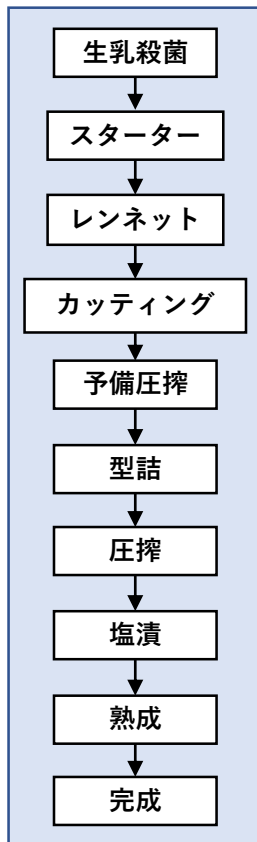 生乳殺菌
スターター
レンネット
カッティング
予備圧搾
型詰
圧搾
塩漬
熟成
完成